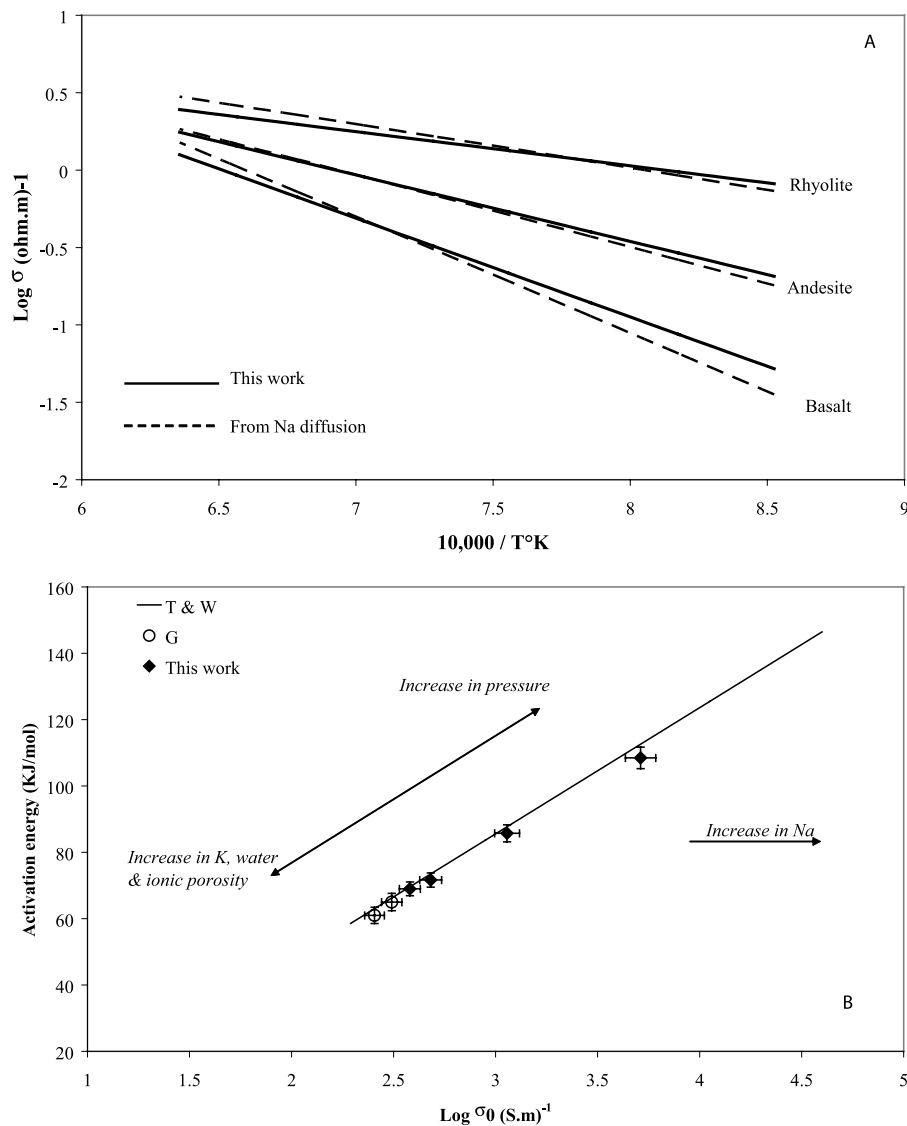 A
1
0.5
0
-0.5
-1
-1.5
-2
Log σ (ohm.m)-1
Rhyolite
Andesite
Basalt
This work
From Na diffusion
6 6.5 7 7.5 8 8.5 9
10,000 / T°K
160
140
120
100
80
60
40
20
Activation energy (KJ/mol)
T & W
G
This work
Increase in pressure
Increase in Na
Increase in K, water
& ionic porosity
B
1 1.5 2 2.5 3 3.5 4 4.5 5
Log σ0 (S.m)-1